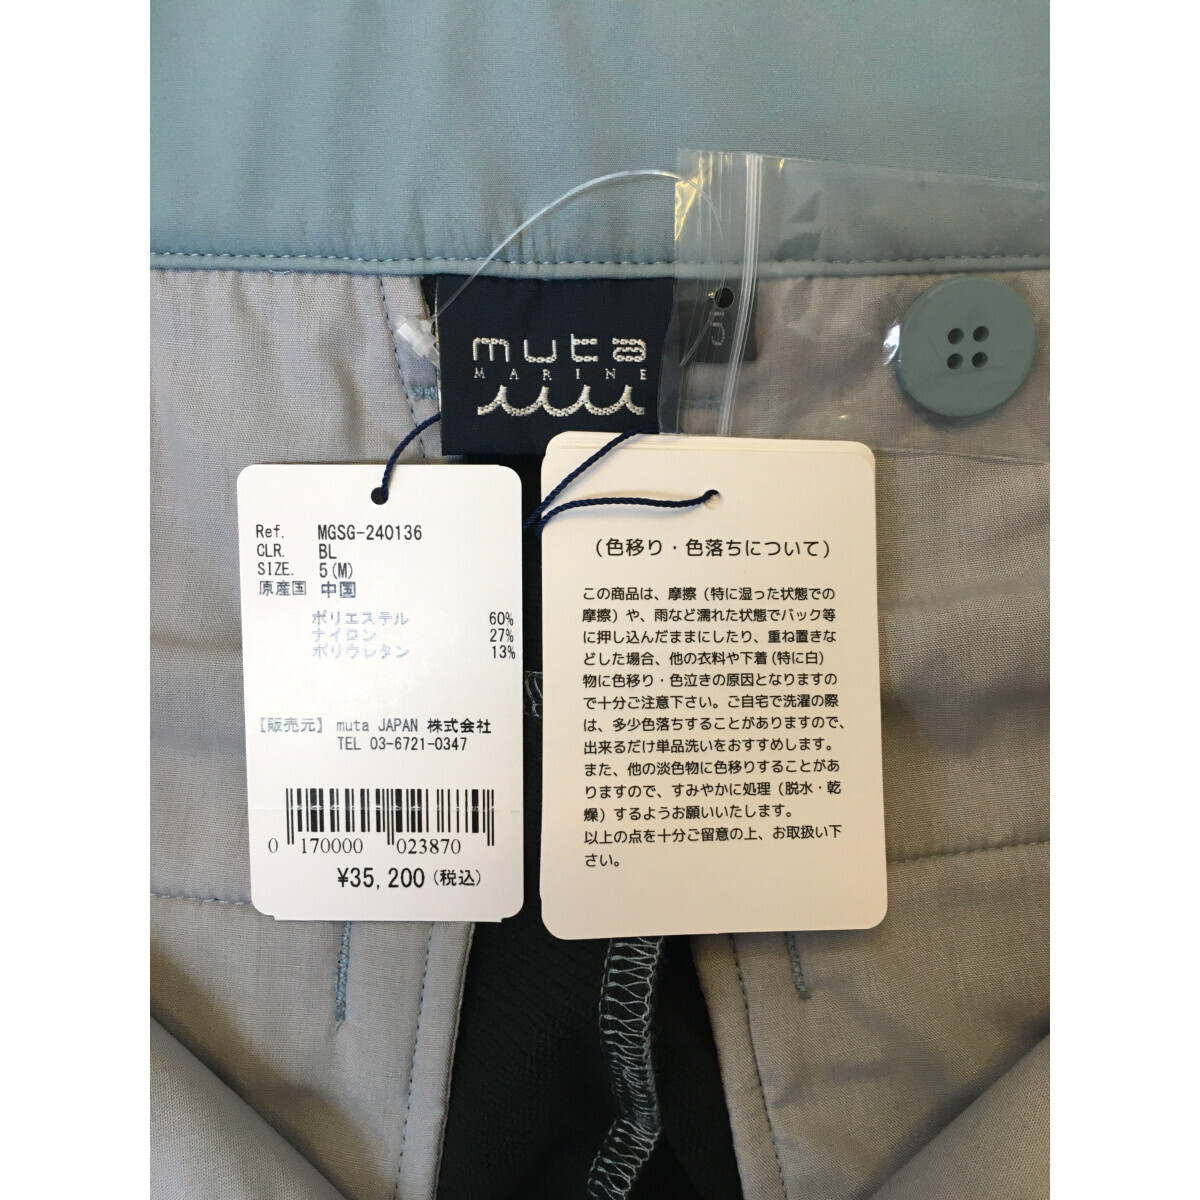 muta
MARINE
5
Ref. MGSG-240136
CLR. BL
SIZE. 5(M)
原産国 中国
ポリエステル 60%
ナイロン 27%
ポリウレタン 13%
【販売元】 muta JAPAN 株式会社
TEL 03-6721-0347
0 170000 023870
¥35,200(税込)
(色移り・色落ちについて)
この商品は、摩擦(特に湿った状態での
摩擦)や、雨など濡れた状態でバック等
に押し込んだままにしたり、重ね置きな
どした場合、他の衣料や下着(特に白)
物に色移り・色泣きの原因となりますの
で十分ご注意下さい。ご自宅で洗濯の際
は、多少色落ちすることがありますので、
出来るだけ単品洗いをおすすめします。
また、他の淡色物に色移りすることがあ
りますので、すみやかに処理(脱水・乾
燥)するようお願いいたします。
以上の点を十分ご留意の上、お取扱い下
さい。